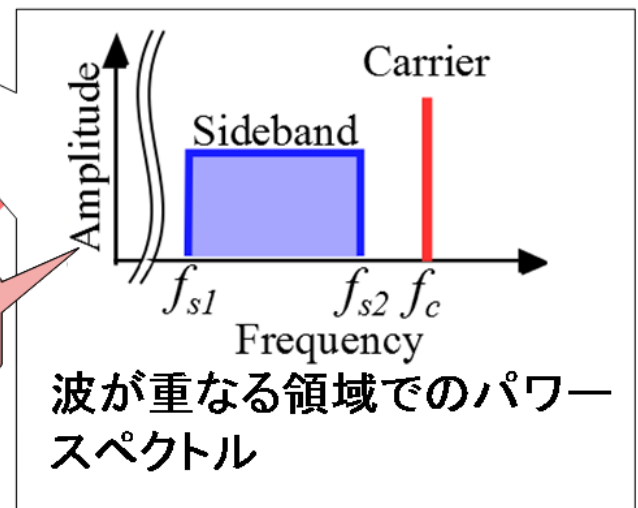 Carrier
Amplitude
Sideband
fs1 fs2 fc
Frequency
波が重なる領域でのパワー
スペクトル